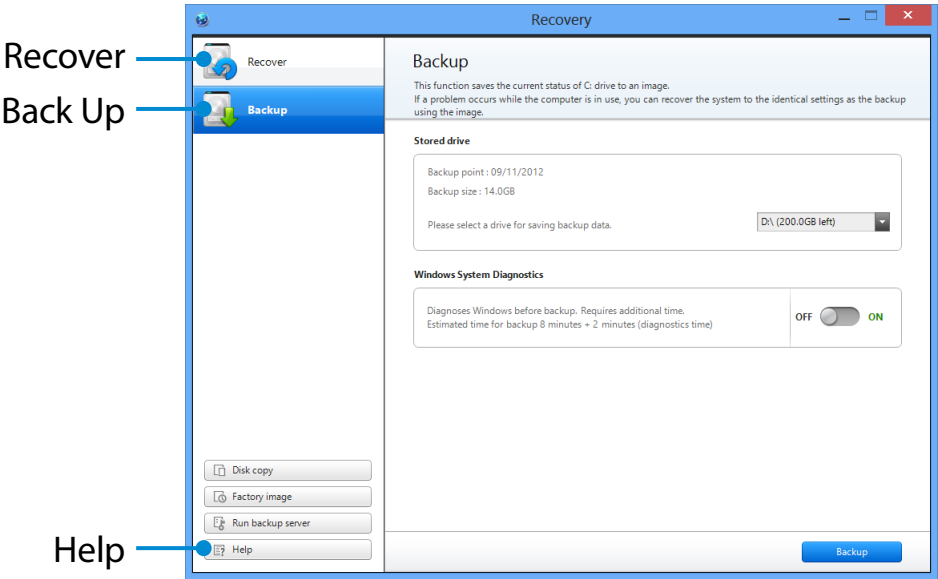 Recovery
Recover
Recover
Back Up
Backup
Backup
This function saves the current status of C: drive to an image.
If a problem occurs while the computer is in use, you can recover the system to the identical settings as the backup
using the image.
Stored drive
Backup point : 09/11/2012
Backup size : 14.0GB
Please select a drive for saving backup data.
D:\ (200.0GB left)
Windows System Diagnostics
Diagnoses Windows before backup. Requires additional time.
Estimated time for backup 8 minutes + 2 minutes (diagnostics time)
OFF ON
Disk copy
Factory image
Run backup server
Help
Help
Backup